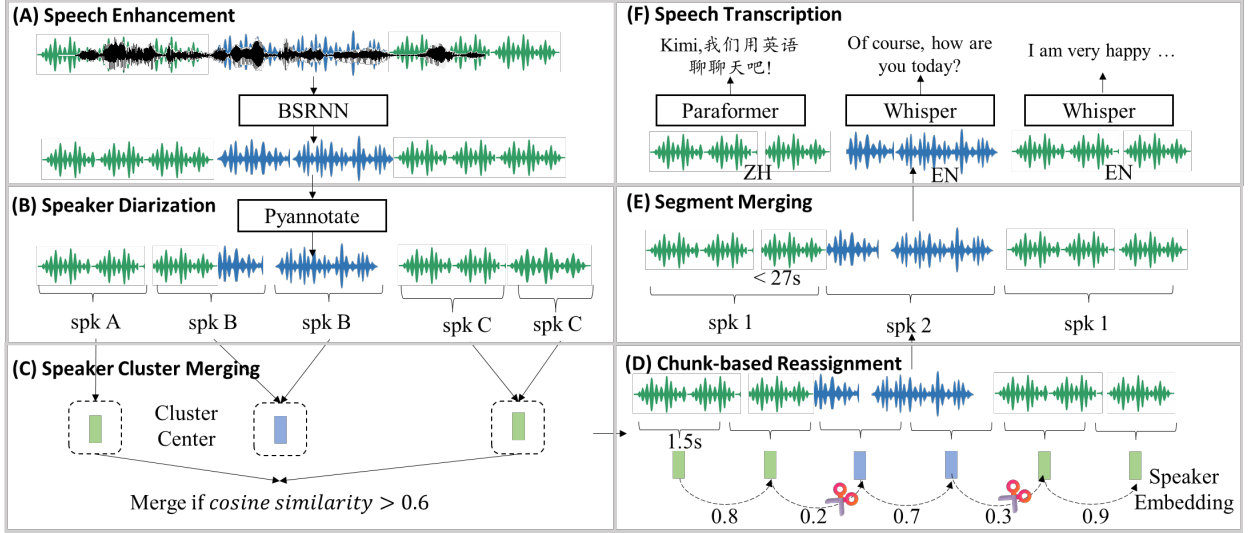 (A) Speech Enhancement
BSRNN
(B) Speaker Diarization
Pyannotate
spk A
spk B
spk B
spk C
spk C
(C) Speaker Cluster Merging
Cluster
Center
Merge if cosine similarity > 0.6
(D) Chunk-based Reassignment
1.5s
Speaker
Embedding
0.8
0.2
0.7
0.3
0.9
(E) Segment Merging
< 27s
spk 1
spk 2
spk 1
(F) Speech Transcription
Kimi,我们用英语
聊聊天吧!
Of course, how are
you today?
I am very happy …
Paraformer
Whisper
Whisper
ZH
EN
EN